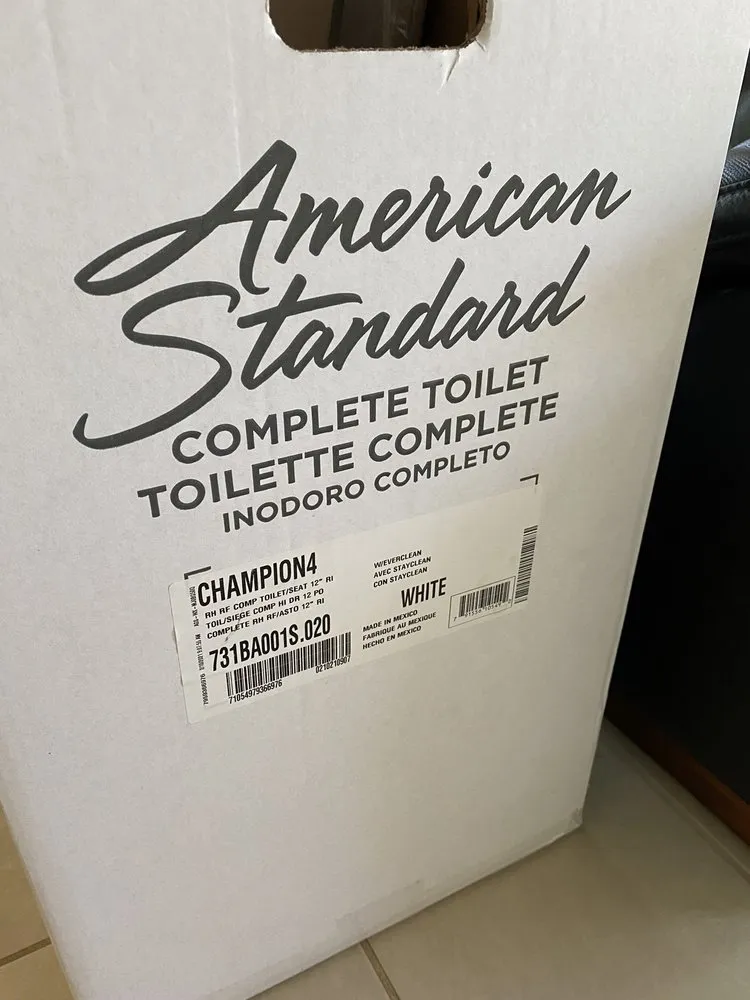 American
Standard
COMPLETE TOILET
TOILETTE COMPLETE
INODORO COMPLETO
CHAMPION4
RH RF COMP TOILET/SEAT 12" RI
TOIL/SIEGE COMP HI DR 12 PO
COMPLETE RH RF/ASTO 12" RI
731BA001S.020
0210210907
71054979366976
W/EVERCLEAN
AVEC STAYCLEAN
CON STAYCLEAN
WHITE
MADE IN MEXICO
FABRIQUE AU MEXIQUE
HECHO EN MEXICO